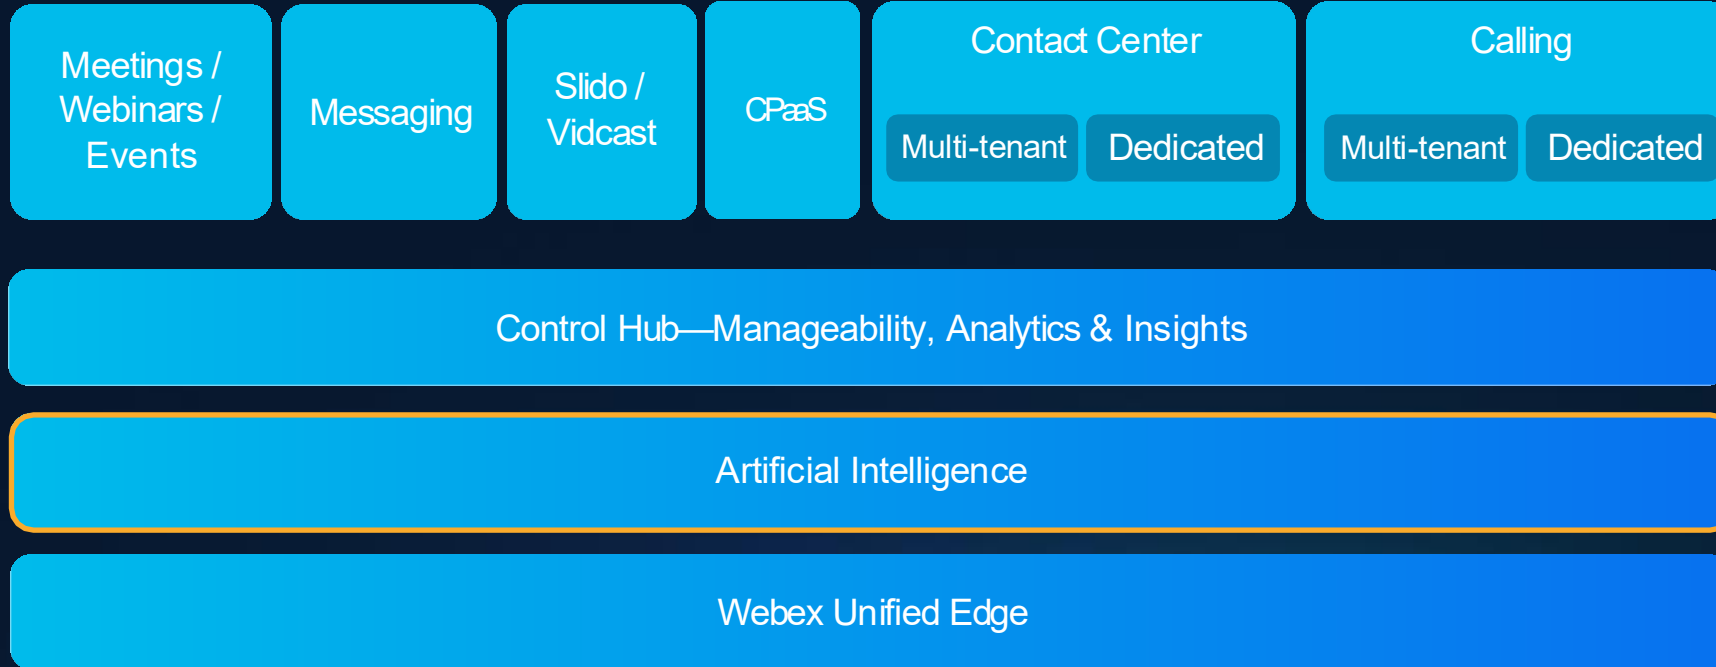 Meetings /
Webinars /
Events
Messaging
Slido /
Vidcast
CPaaS
Contact Center
Multi-tenant
Dedicated
Calling
Multi-tenant
Dedicated
Control Hub—Manageability, Analytics & Insights
Artificial Intelligence
Webex Unified Edge